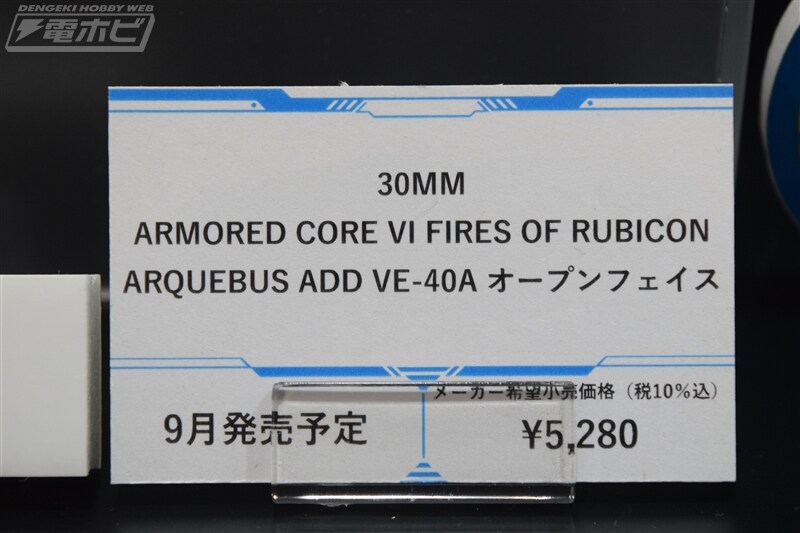 DENGEKI HOBBY WEB
電ホビ
30MM
ARMORED CORE VI FIRES OF RUBICON
ARQUEBUS ADD VE-40A オープンフェイス
メーカー希望小売価格（税10%込）
9月発売予定
¥5,280